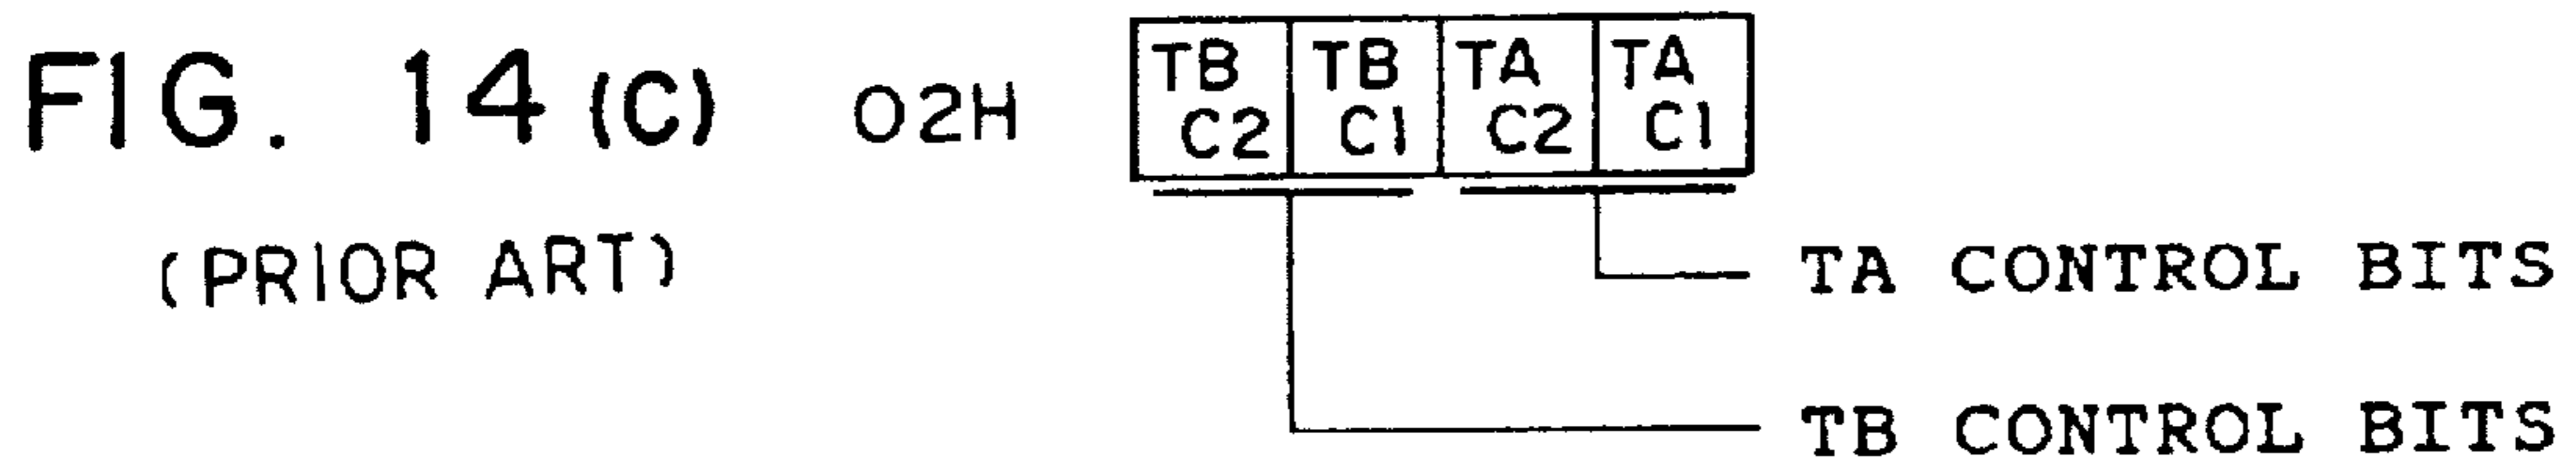 FIG. 14 (C)
02H
TB C2
TB C1
TA C2
TA C1
(PRIOR ART)
TA CONTROL BITS
TB CONTROL BITS